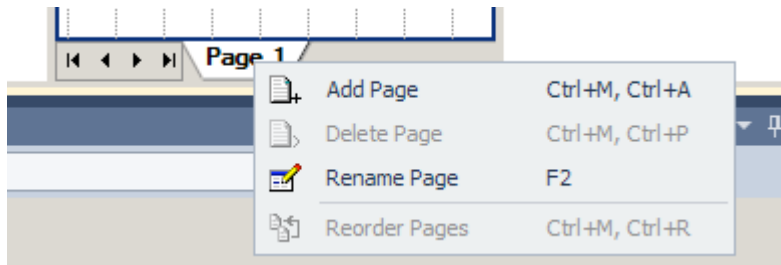 Page 1
Add Page Ctrl+M, Ctrl+A
Delete Page Ctrl+M, Ctrl+P
Rename Page F2
Reorder Pages Ctrl+M, Ctrl+R